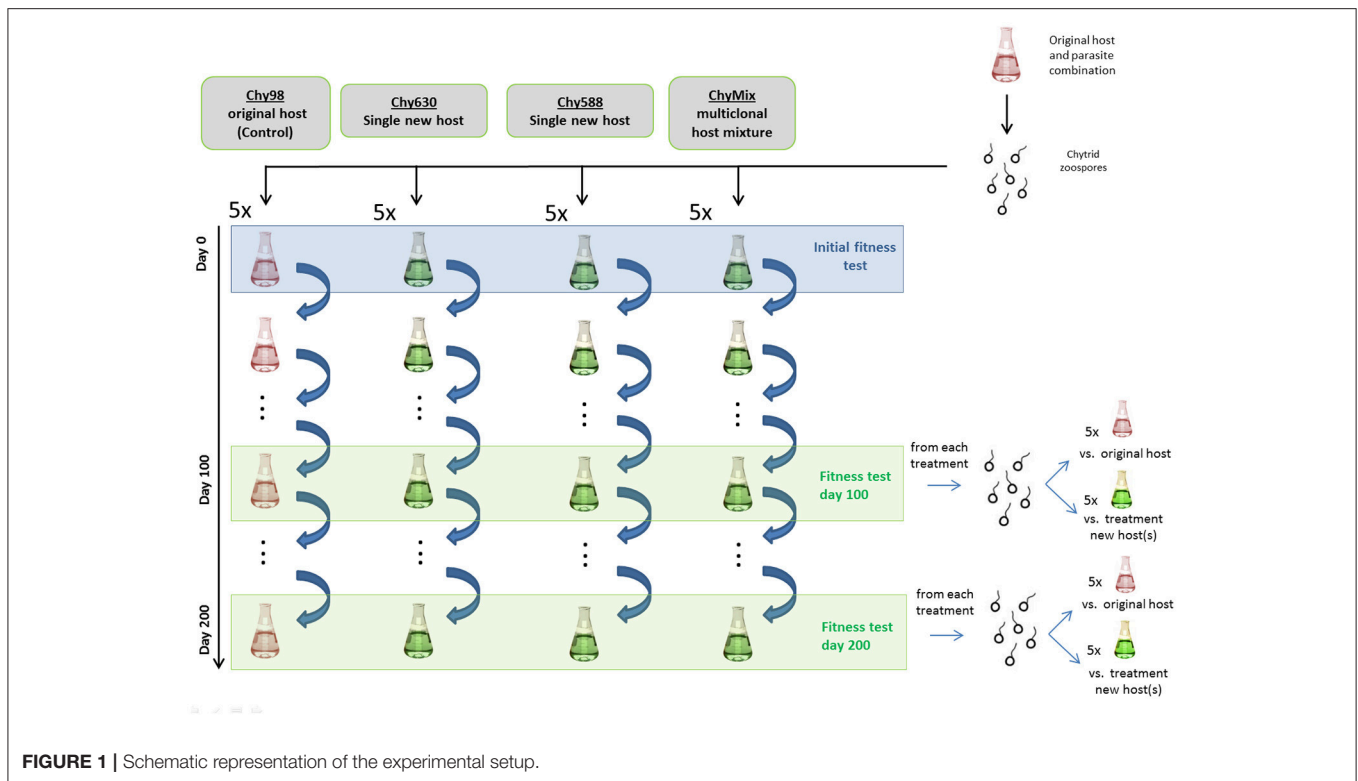 Original host
and parasite
combination
Chy98
original host
(Control)
Chy630
Single new host
Chy588
Single new host
ChyMix
multiclonal
host mixture
Chytrid
zoospores
5x
5x
5x
5x
Day 0
Initial fitness
test
Day 100
Fitness test
day 100
from each
treatment
5x
vs. original host
5x
vs. treatment
new host(s)
Day 200
Fitness test
day 200
from each
treatment
5x
vs. original host
5x
vs. treatment
new host(s)
FIGURE 1 | Schematic representation of the experimental setup.